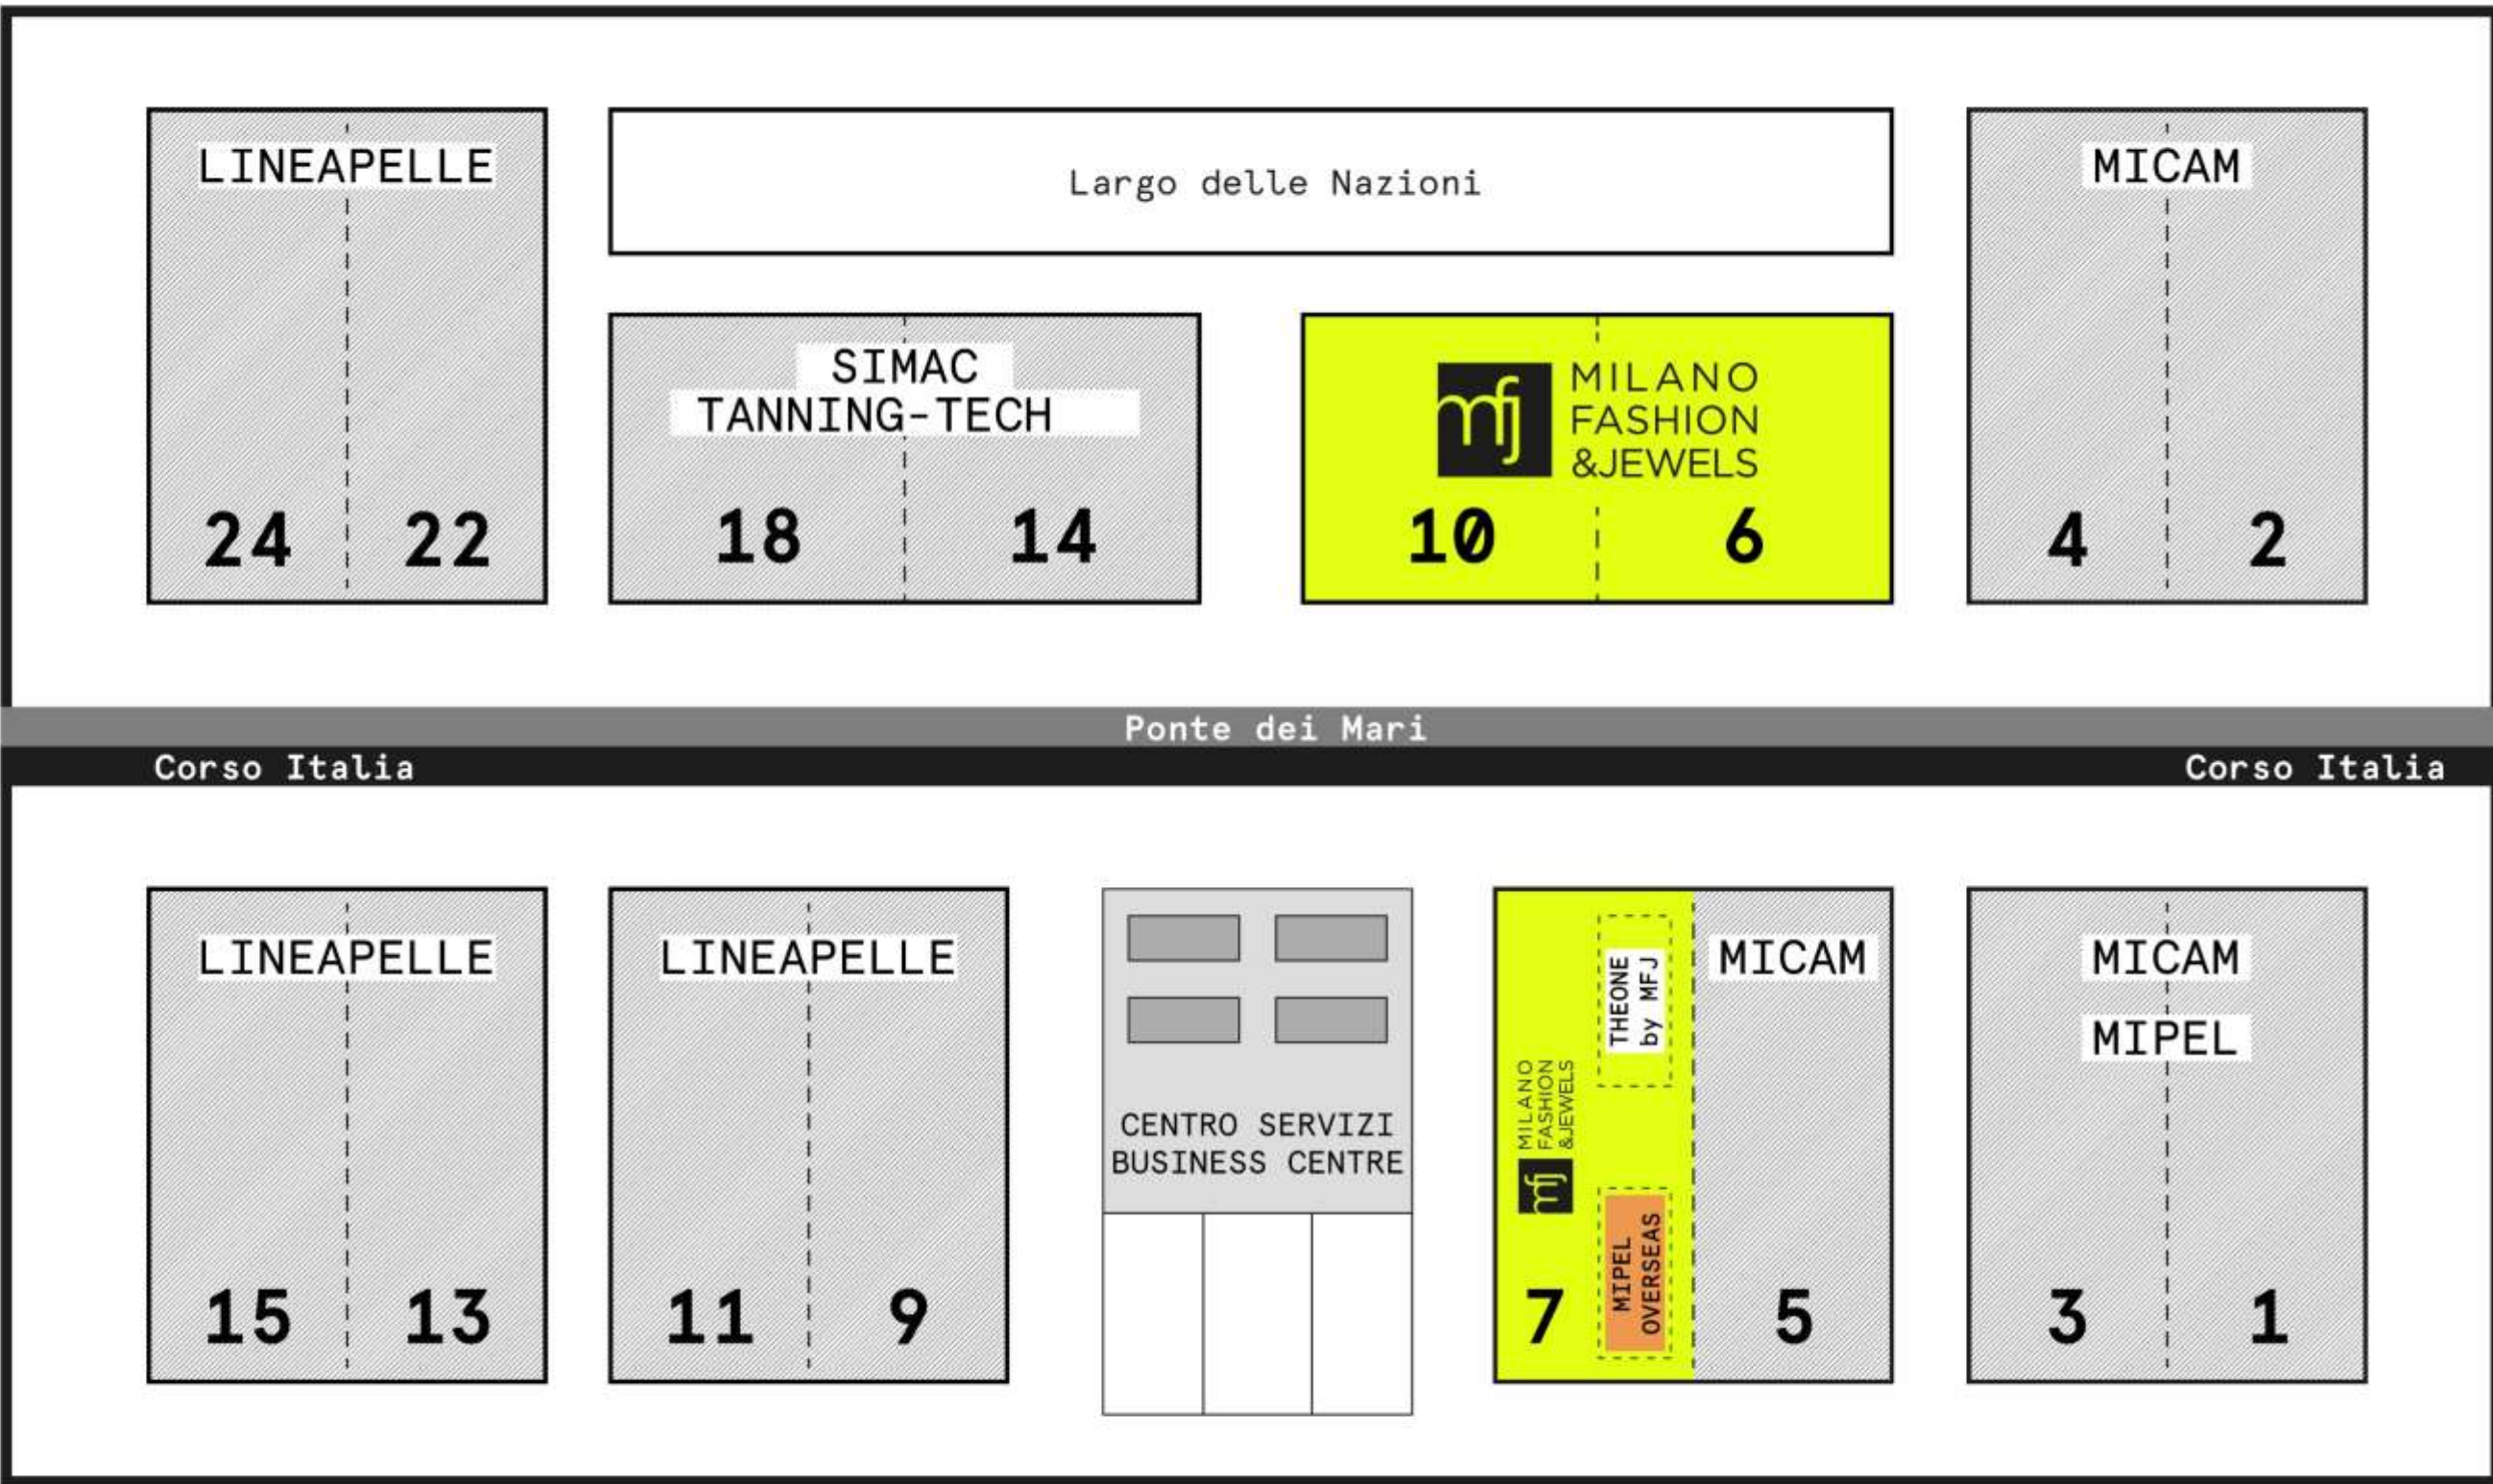 LINEAPELLE
24 22
Largo delle Nazioni
SIMAC
TANNING-TECH
18 14
mfj MILANO
FASHION
&JEWELS
10 6
MICAM
4 2
Ponte dei Mari
Corso Italia Corso Italia
LINEAPELLE
15 13
LINEAPELLE
11 9
CENTRO SERVIZI
BUSINESS CENTRE
mfj MILANO
FASHION
&JEWELS
7
THEONE
by MFJ
MIPEL
OVERSEAS
MICAM
5
MICAM
MIPEL
3 1